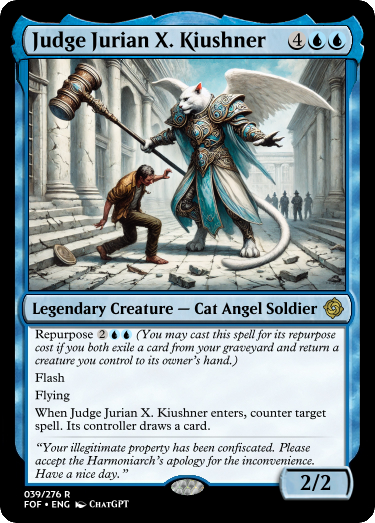 Judge Jurian X. Kiushner 4
Legendary Creature — Cat Angel Soldier
Repurpose 2 (You may cast this spell for its repurpose
cost if you both exile a card from your graveyard and return a
creature you control to its owner's hand.)
Flash
Flying
When Judge Jurian X. Kiushner enters, counter target
spell. Its controller draws a card.
“Your illegitimate property has been confiscated. Please
accept the Harmoniarch's apology for the inconvenience.
Have a nice day.”
2/2
039/276 R
FOF • ENG ChatGPT